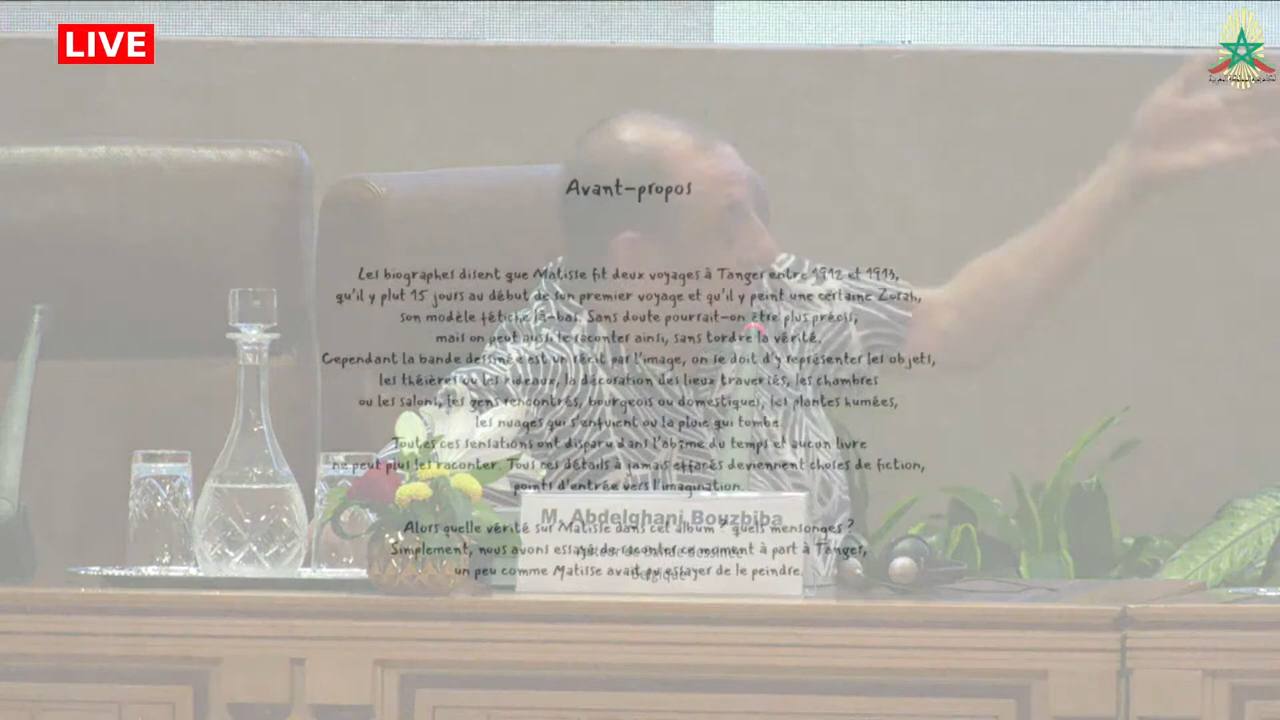 LIVE
Avant-propos
Les biographes disent que Matisse fit deux voyages à Tanger entre 1912 et 1913,
qu'il y plut 15 jours au début de son premier voyage et qu'il y peint une certaine Zorah,
son modèle fétiche là-bas. Sans doute pourrait-on être plus précis,
mais on peut aussi le raconter ainsi, sans tordre la vérité.
Cependant la bande dessinée est un récit par l'image, on se doit d'y représenter les objets,
les théières ou les rideaux, la décoration des lieux traversés, les chambres
ou les salons, les gens rencontrés, bourgeois ou domestiques, les plantes humées,
les nuages qui s'enfuient ou la pluie qui tombe.
Toutes ces sensations ont disparu dans l'abîme du temps et aucun livre
ne peut plus les raconter. Tous ces détails à jamais effacés deviennent choses de fiction,
points d'entrée vers l'imagination.
M. Abdelghani Bouzbiba
Alors quelle vérité sur Matisse dans cet album ? quels mensonges ?
Simplement, nous avons essayé de raconter ce moment à part à Tanger,
un peu comme Matisse avait pu essayer de le peindre.
Belgique